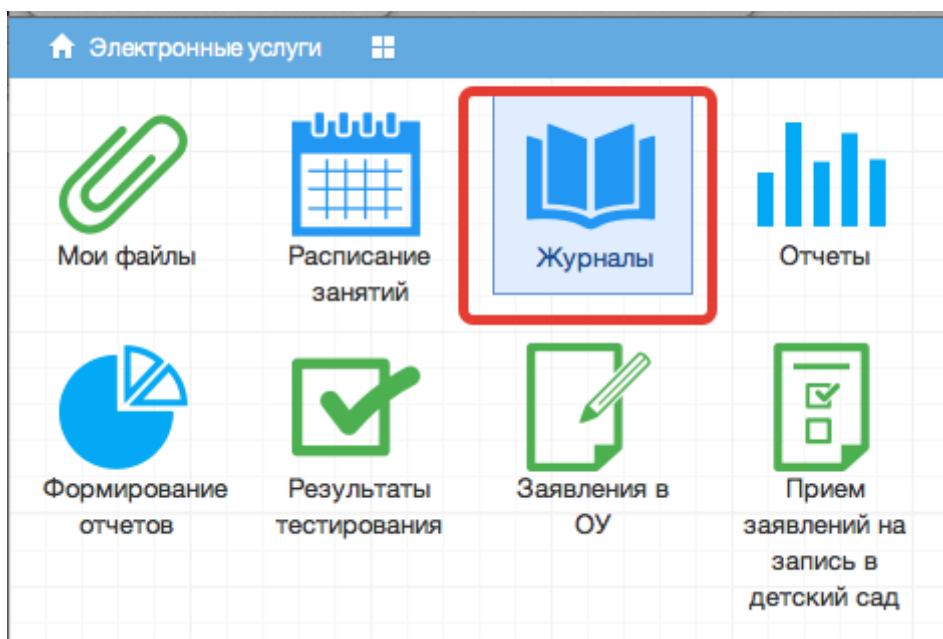 Электронные услуги
Мои файлы
Расписание
занятий
Журналы
Отчеты
Формирование
отчетов
Результаты
тестирования
Заявления в
ОУ
Прием
заявлений на
запись в
детский сад